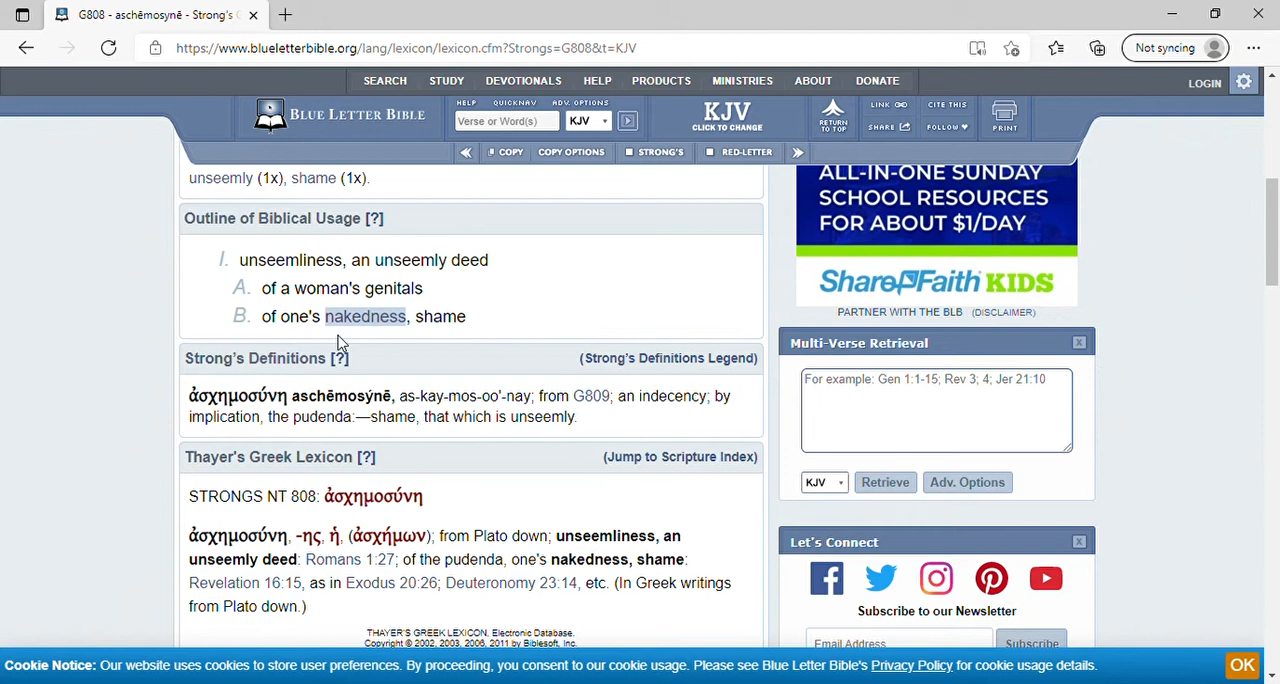 G808 - aschēmosynē - Strong's G
https://www.blueletterbible.org/lang/lexicon/lexicon.cfm?Strongs=G808&t=KJV
Not syncing
SEARCH STUDY DEVOTIONALS HELP PRODUCTS MINISTRIES ABOUT DONATE
LOGIN
BLUE LETTER BIBLE
HELP QUICKNAV ADV. OPTIONS
Verse or Word(s) KJV
KJV
CLICK TO CHANGE
RETURN
TO TOP
LINK CITE THIS
SHARE FOLLOW
PRINT
COPY COPY OPTIONS STRONG'S RED-LETTER
unseemly (1x), shame (1x).
Outline of Biblical Usage [?]
I. unseemliness, an unseemly deed
A. of a woman's genitals
B. of one's nakedness, shame
Strong's Definitions [?] (Strong's Definitions Legend)
ἀσχημοσύνη aschēmosýnē, as-kay-mos-oo'-nay; from G809; an indecency; by
implication, the pudenda:—shame, that which is unseemly.
Thayer's Greek Lexicon [?] (Jump to Scripture Index)
STRONGS NT 808: ἀσχημοσύνη
ἀσχημοσύνη, -ης, ἡ, (ἀσχήμων); from Plato down; unseemliness, an
unseemly deed: Romans 1:27; of the pudenda, one's nakedness, shame:
Revelation 16:15, as in Exodus 20:26; Deuteronomy 23:14, etc. (In Greek writings
from Plato down.)
THAYER'S GREEK LEXICON, Electronic Database.
Copyright © 2002, 2003, 2006, 2011 by Biblesoft, Inc.
ALL-IN-ONE SUNDAY
SCHOOL RESOURCES
FOR ABOUT $1/DAY
ShareFaith KIDS
PARTNER WITH THE BLB (DISCLAIMER)
Multi-Verse Retrieval x
For example: Gen 1:1-15; Rev 3; 4; Jer 21:10
KJV Retrieve Adv. Options
Let's Connect x
Subscribe to our Newsletter
Email Address Subscribe
Cookie Notice: Our website uses cookies to store user preferences. By proceeding, you consent to our cookie usage. Please see Blue Letter Bible's Privacy Policy for cookie usage details.
OK